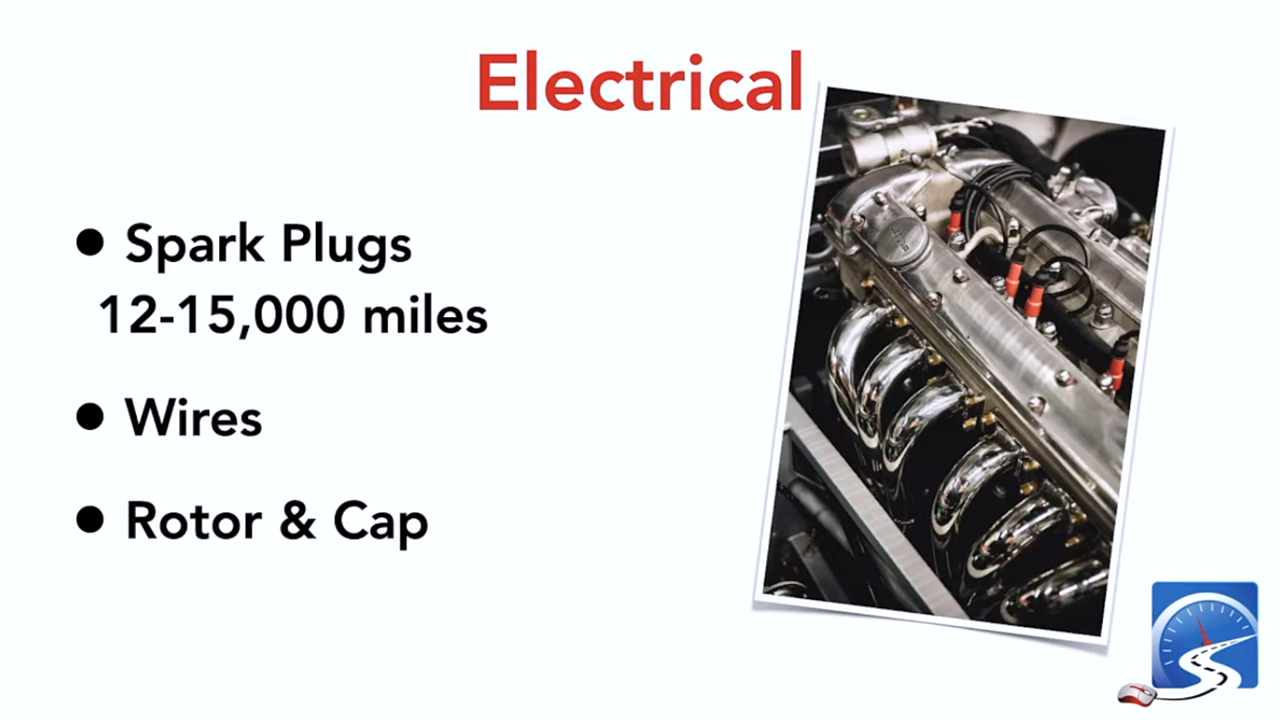 Electrical
● Spark Plugs
12-15,000 miles
● Wires
● Rotor & Cap